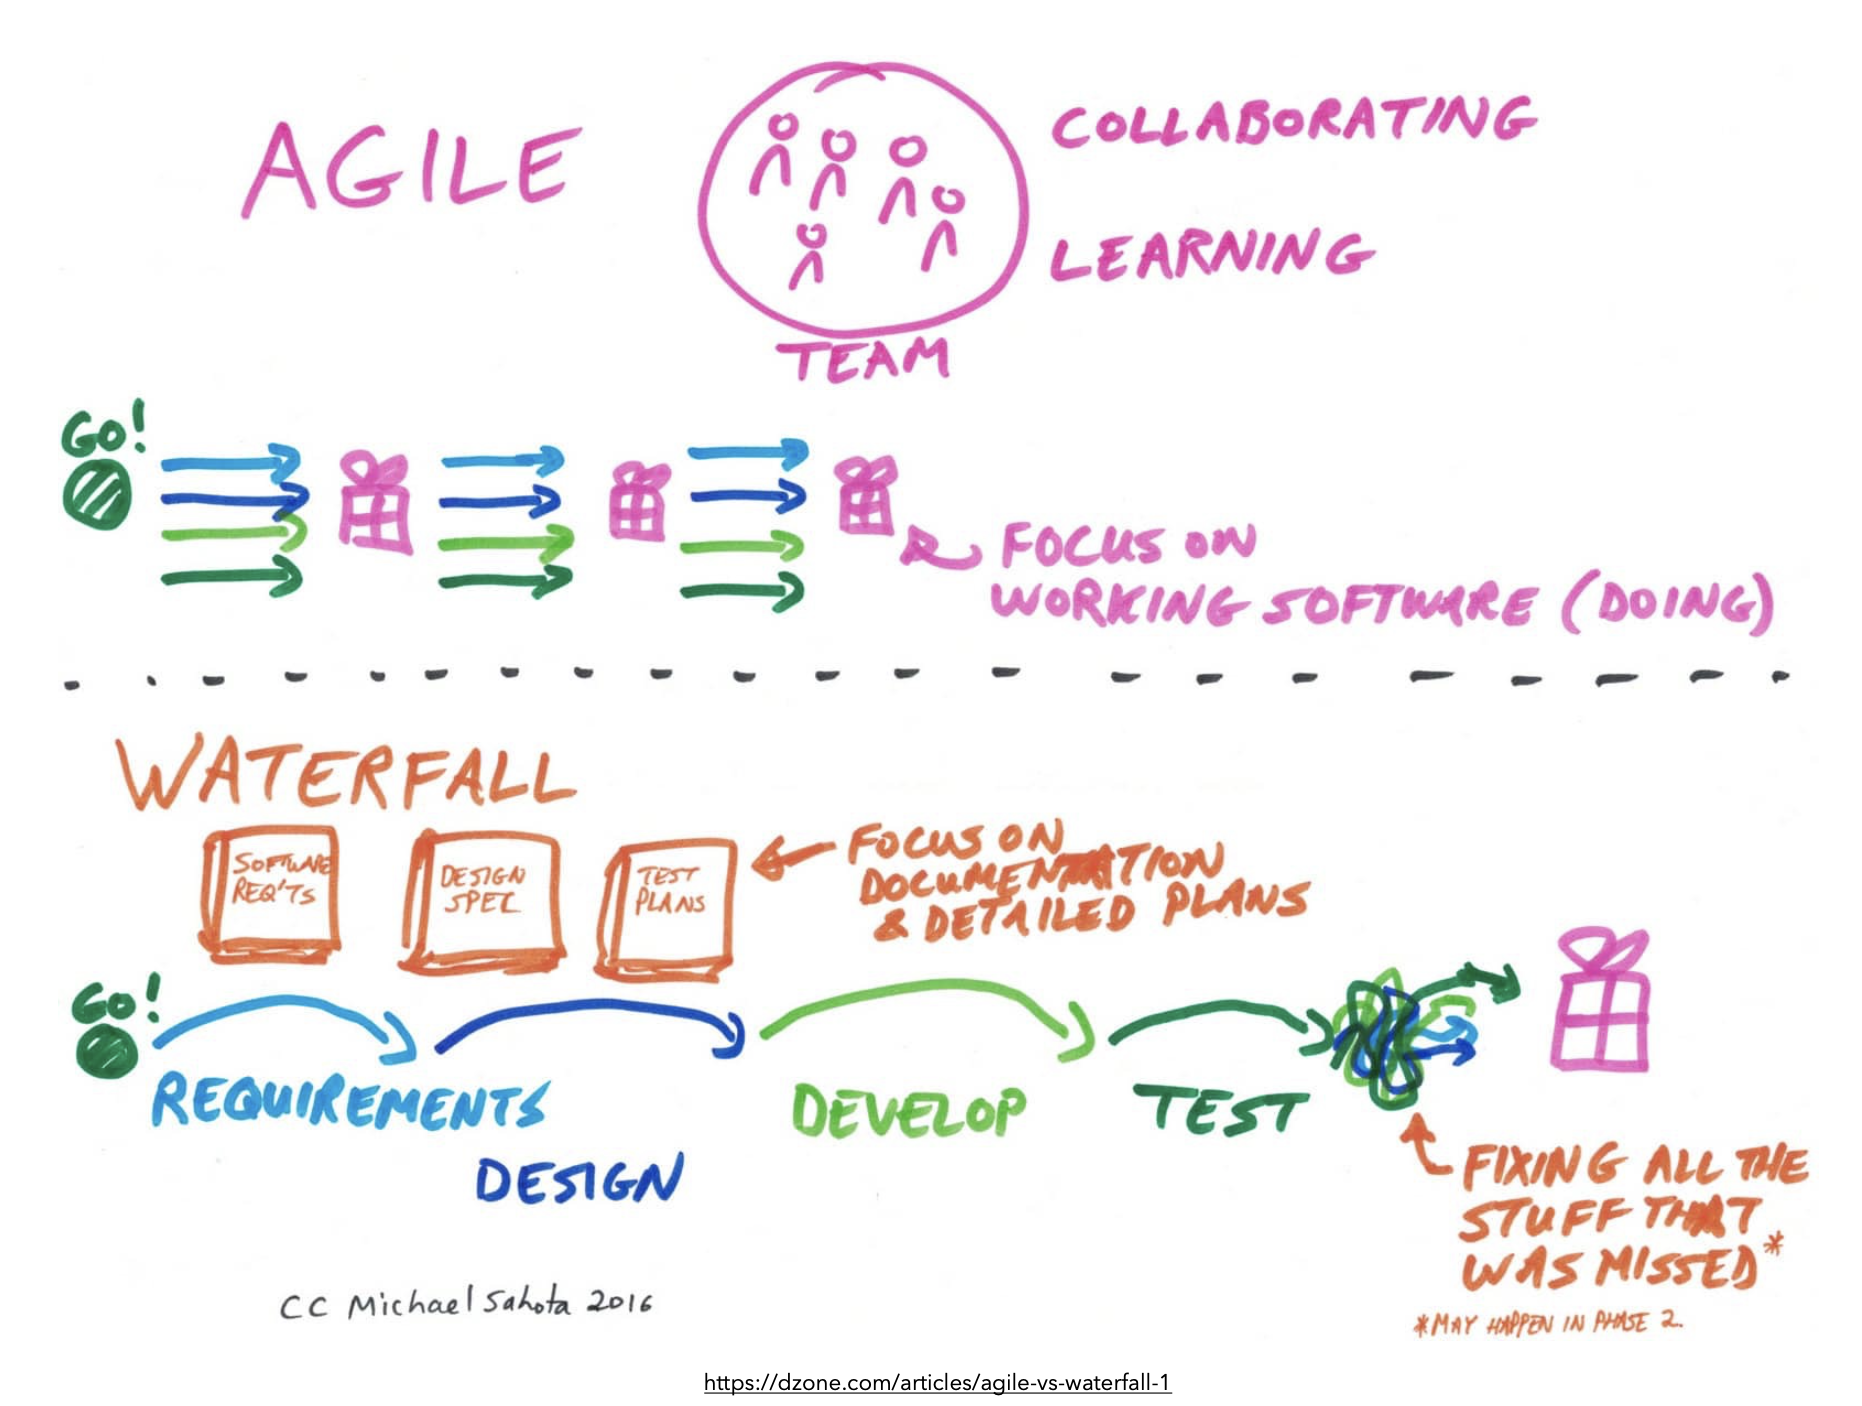 AGILE
COLLABORATING
LEARNING
TEAM
GO!
FOCUS ON
WORKING SOFTWARE (DOING)
WATERFALL
SOFTWARE
REQ'TS
DESIGN
SPEC
TEST
PLANS
FOCUS ON
DOCUMENTATION
& DETAILED PLANS
GO!
REQUIREMENTS
DESIGN
DEVELOP
TEST
FIXING ALL THE
STUFF THAT
WAS MISSED*
*MAY HAPPEN IN PHASE 2.
CC Michael Sahota 2016
https://dzone.com/articles/agile-vs-waterfall-1